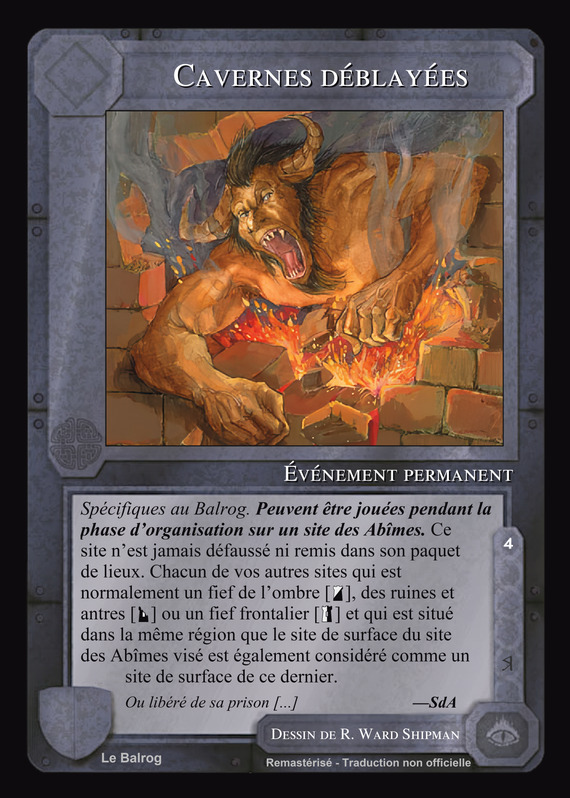 Cavernes déblayées
Événement permanent
Spécifiques au Balrog. Peuvent être jouées pendant la
phase d'organisation sur un site des Abîmes. Ce
site n'est jamais défaussé ni remis dans son paquet
de lieux. Chacun de vos autres sites qui est
normalement un fief de l'ombre [ ], des ruines et
antres [ ] ou un fief frontalier [ ] et qui est situé
dans la même région que le site de surface du site
des Abîmes visé est également considéré comme un
site de surface de ce dernier.
Ou libéré de sa prison [...] —SdA
4
Dessin de R. Ward Shipman
Le Balrog
Remastérisé - Traduction non officielle